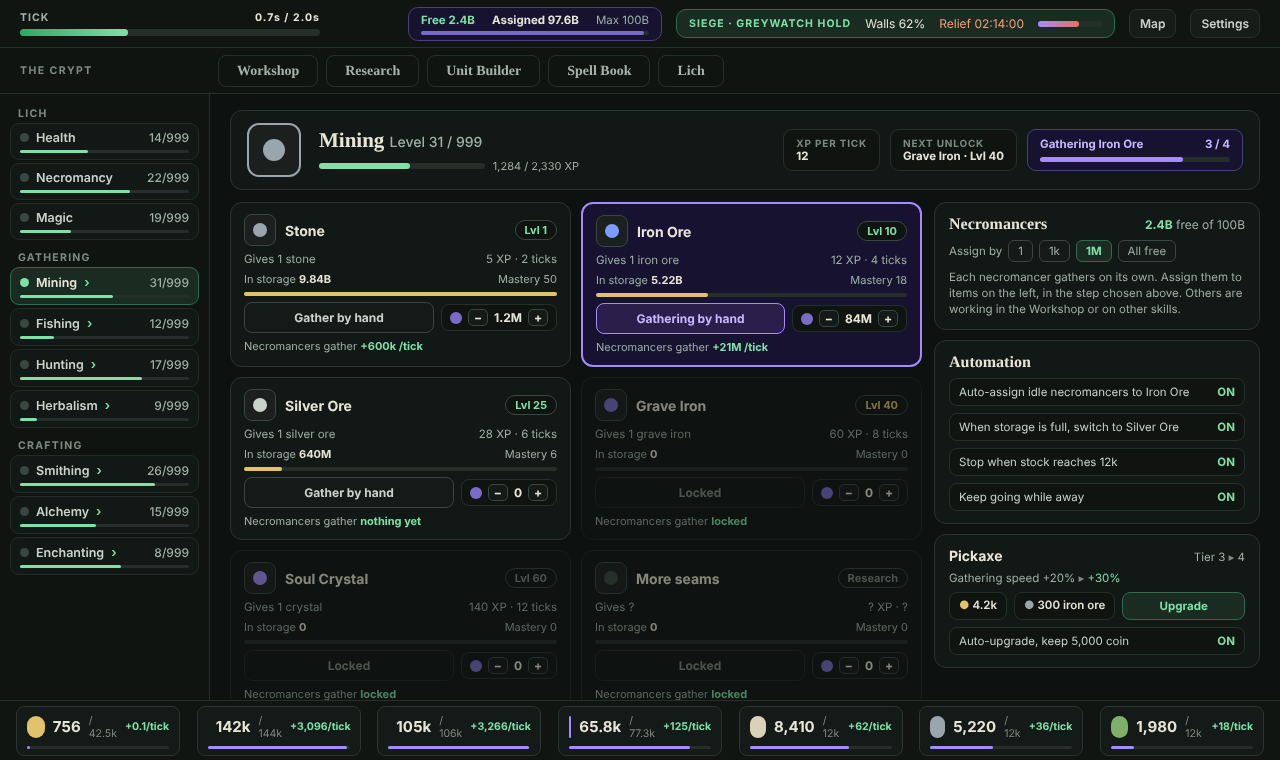 TICK 0.7s / 2.0s
Free 2.4B Assigned 97.6B Max 100B
SIEGE · GREYWATCH HOLD Walls 62% Relief 02:14:00
Map
Settings
THE CRYPT
Workshop
Research
Unit Builder
Spell Book
Lich
LICH
Health 14/999
Necromancy 22/999
Magic 19/999
GATHERING
Mining › 31/999
Fishing › 12/999
Hunting › 17/999
Herbalism › 9/999
CRAFTING
Smithing › 26/999
Alchemy › 15/999
Enchanting › 8/999
Mining Level 31 / 999
1,284 / 2,330 XP
XP PER TICK
12
NEXT UNLOCK
Grave Iron · Lvl 40
Gathering Iron Ore 3 / 4
Stone Lvl 1
Gives 1 stone 5 XP · 2 ticks
In storage 9.84B Mastery 50
Gather by hand − 1.2M +
Necromancers gather +600k /tick
Iron Ore Lvl 10
Gives 1 iron ore 12 XP · 4 ticks
In storage 5.22B Mastery 18
Gathering by hand − 84M +
Necromancers gather +21M /tick
Silver Ore Lvl 25
Gives 1 silver ore 28 XP · 6 ticks
In storage 640M Mastery 6
Gather by hand − 0 +
Necromancers gather nothing yet
Grave Iron Lvl 40
Gives 1 grave iron 60 XP · 8 ticks
In storage 0 Mastery 0
Locked − 0 +
Necromancers gather locked
Soul Crystal Lvl 60
Gives 1 crystal 140 XP · 12 ticks
In storage 0 Mastery 0
Locked − 0 +
Necromancers gather locked
More seams Research
Gives ? ? XP · ?
In storage 0 Mastery 0
Locked − 0 +
Necromancers gather locked
Necromancers 2.4B free of 100B
Assign by 1 1k 1M All free
Each necromancer gathers on its own. Assign them to
items on the left, in the step chosen above. Others are
working in the Workshop or on other skills.
Automation
Auto-assign idle necromancers to Iron Ore ON
When storage is full, switch to Silver Ore ON
Stop when stock reaches 12k ON
Keep going while away ON
Pickaxe Tier 3 ▸ 4
Gathering speed +20% ▸ +30%
4.2k 300 iron ore Upgrade
Auto-upgrade, keep 5,000 coin ON
756 / 42.5k +0.1/tick
142k / 144k +3,096/tick
105k / 106k +3,266/tick
65.8k / 77.3k +125/tick
8,410 / 12k +62/tick
5,220 / 12k +36/tick
1,980 / 12k +18/tick